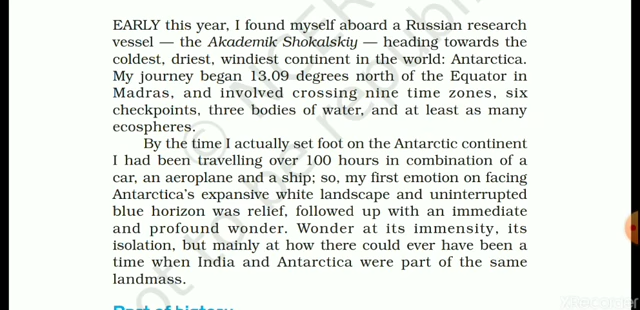 EARLY this year, I found myself aboard a Russian research
vessel — the Akademik Shokalskiy — heading towards the
coldest, driest, windiest continent in the world: Antarctica.
My journey began 13.09 degrees north of the Equator in
Madras, and involved crossing nine time zones, six
checkpoints, three bodies of water, and at least as many
ecospheres.
By the time I actually set foot on the Antarctic continent
I had been travelling over 100 hours in combination of a
car, an aeroplane and a ship; so, my first emotion on facing
Antarctica's expansive white landscape and uninterrupted
blue horizon was relief, followed up with an immediate
and profound wonder. Wonder at its immensity, its
isolation, but mainly at how there could ever have been a
time when India and Antarctica were part of the same
landmass.
Part of history